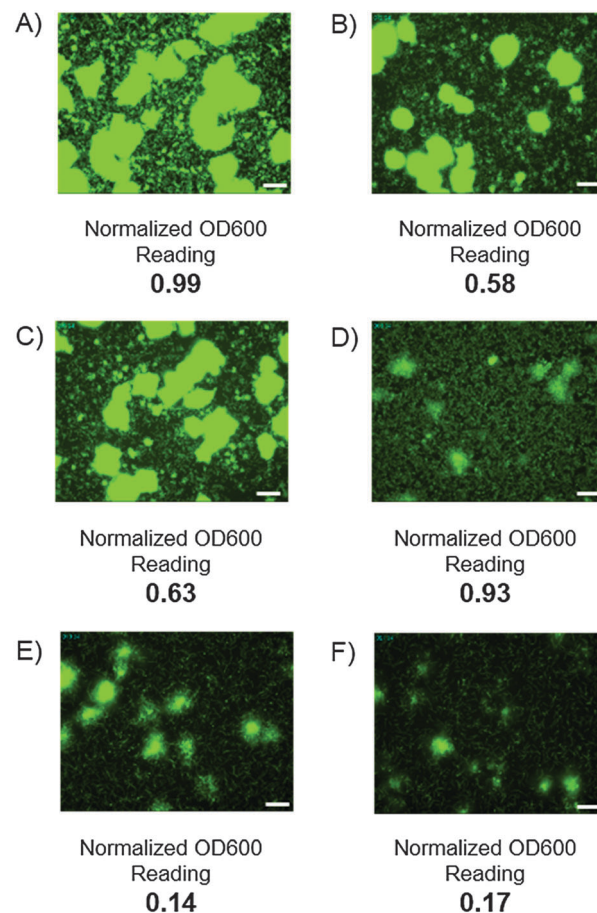 A)
B)
Normalized OD600
Reading
0.99
Normalized OD600
Reading
0.58
C)
D)
Normalized OD600
Reading
0.63
Normalized OD600
Reading
0.93
E)
F)
Normalized OD600
Reading
0.14
Normalized OD600
Reading
0.17